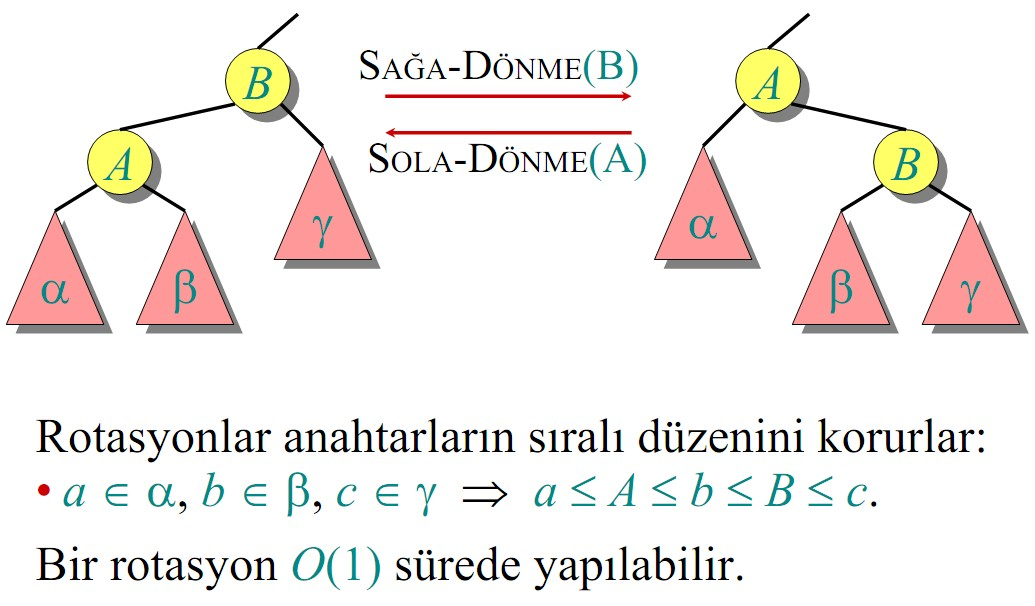 B
SAĞA-DÖNME(B)
A
A
SOLA-DÖNME(A)
B
γ
α
α
β
β
γ
Rotasyonlar anahtarların sıralı düzenini korurlar:
• a ∈ α, b ∈ β, c ∈ γ ⇒ a ≤ A ≤ b ≤ B ≤ c.
Bir rotasyon O(1) sürede yapılabilir.